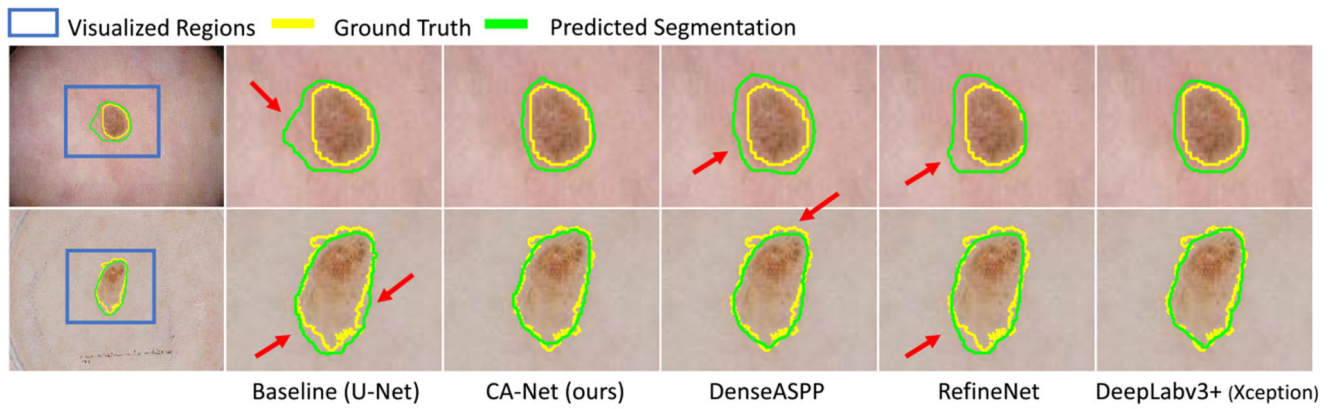 Visualized Regions Ground Truth Predicted Segmentation
Baseline (U-Net) CA-Net (ours) DenseASPP RefineNet DeepLabv3+ (Xception)